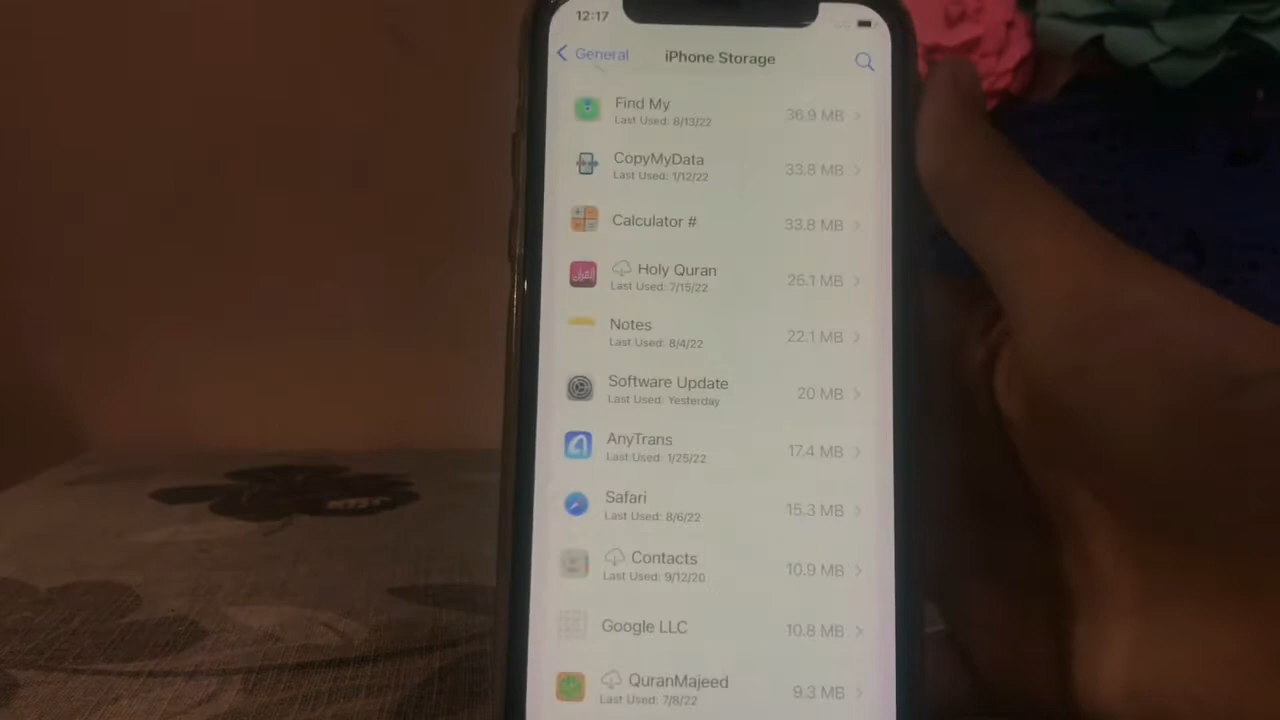 12:17
General
iPhone Storage
Find My
36.9 MB
Last Used: 8/13/22
CopyMyData
33.8 MB
Last Used: 1/12/22
Calculator #
33.8 MB
Holy Quran
25.1 MB
Last Used: 7/15/22
Notes
22.1 MB
Last Used: 8/4/22
Software Update
20 MB
Last Used: Yesterday
AnyTrans
17.4 MB
Last Used: 1/25/22
Safari
15.3 MB
Last Used: 8/6/22
Contacts
10.9 MB
Last Used: 9/12/20
Google LLC
10.8 MB
QuranMajeed
9.3 MB
Last Used: 7/8/22